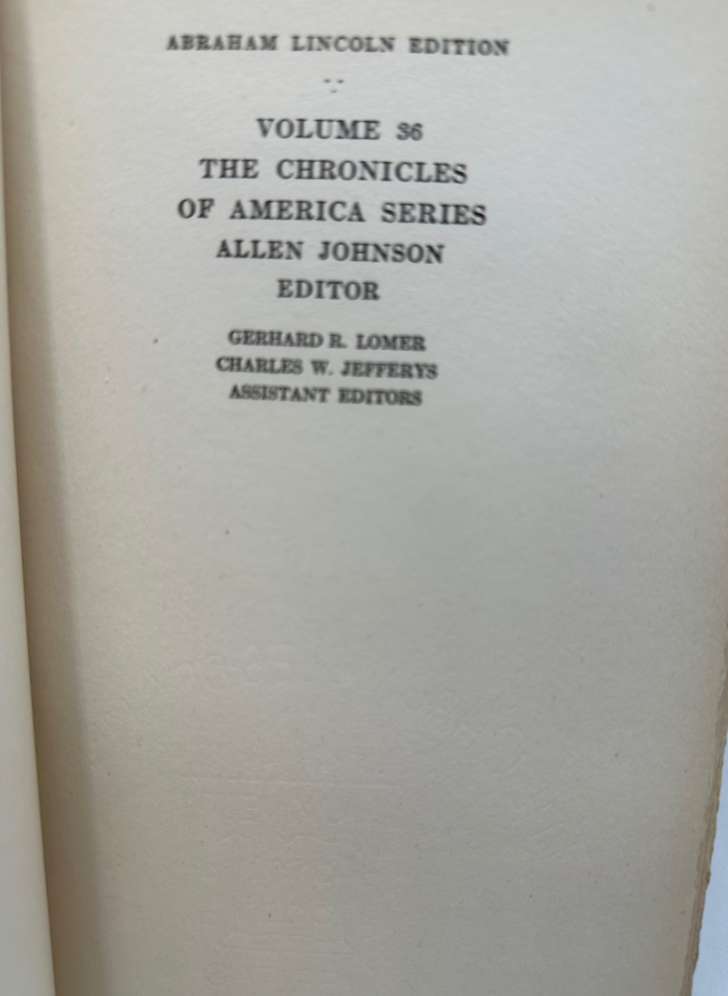 ABRAHAM LINCOLN EDITION
VOLUME 36
THE CHRONICLES
OF AMERICA SERIES
ALLEN JOHNSON
EDITOR
GERHARD R. LOMER
CHARLES W. JEFFERYS
ASSISTANT EDITORS